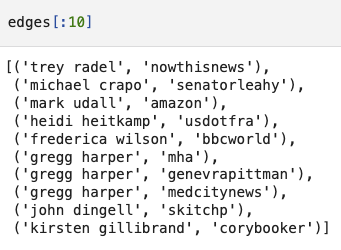 edges[:10]
[('trey radel', 'nowthisnews'),
('michael crapo', 'senatorleahy'),
('mark udall', 'amazon'),
('heidi heitkamp', 'usdotfra'),
('frederica wilson', 'bbcworld'),
('gregg harper', 'mha'),
('gregg harper', 'genevrapittman'),
('gregg harper', 'medcitynews'),
('john dingell', 'skitchp'),
('kirsten gillibrand', 'corybooker')]